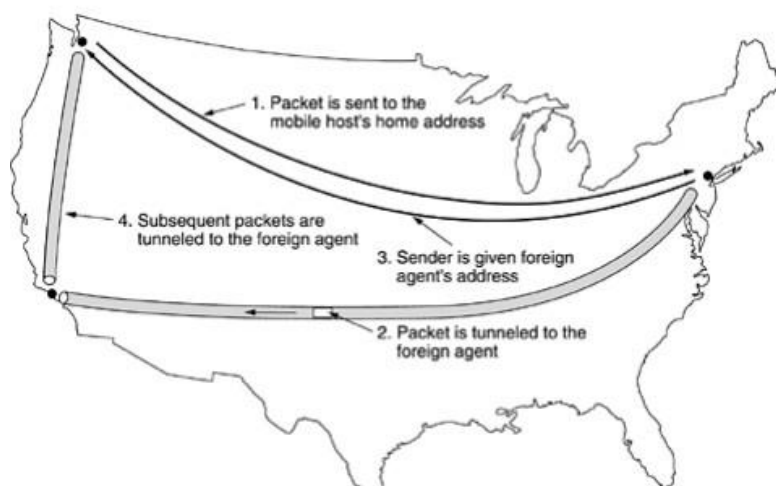 1. Packet is sent to the
mobile host's home address
4. Subsequent packets are
tunneled to the foreign agent
3. Sender is given foreign
agent's address
2. Packet is tunneled to the
foreign agent